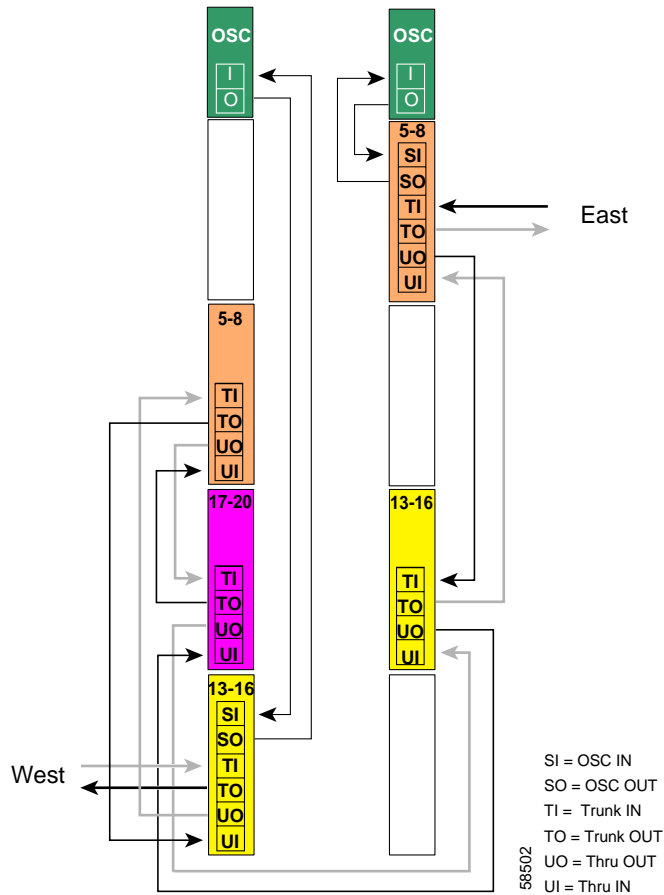 OSC
I
O
5-8
TI
TO
UO
UI
17-20
TI
TO
UO
UI
13-16
SI
SO
TI
TO
UO
UI
West
OSC
I
O
5-8
SI
SO
TI
TO
UO
UI
East
13-16
TI
TO
UO
UI
SI = OSC IN
SO = OSC OUT
TI = Trunk IN
TO = Trunk OUT
UO = Thru OUT
UI = Thru IN
58502